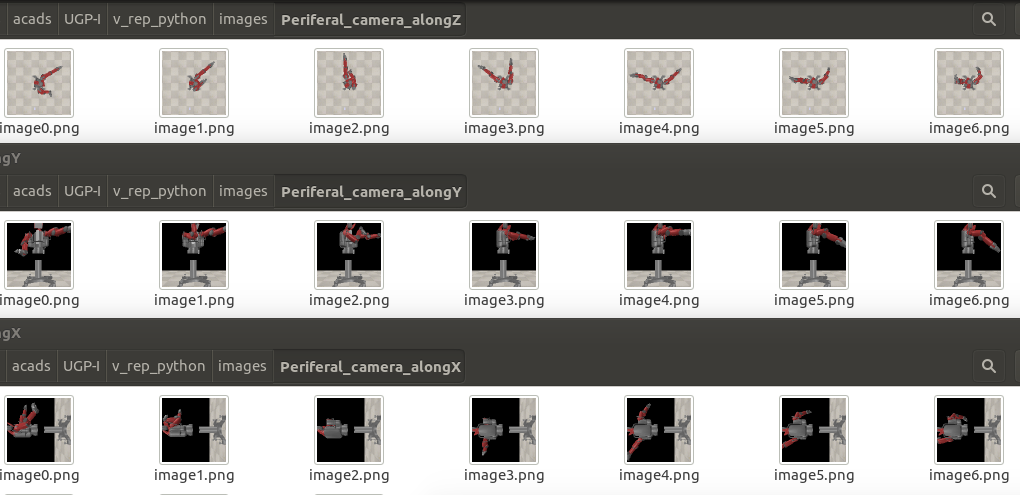 acads UGP-I v_rep_python images Periferal_camera_alongZ
image0.png image1.png image2.png image3.png image4.png image5.png image6.png
ngY
acads UGP-I v_rep_python images Periferal_camera_alongY
image0.png image1.png image2.png image3.png image4.png image5.png image6.png
ngX
acads UGP-I v_rep_python images Periferal_camera_alongX
image0.png image1.png image2.png image3.png image4.png image5.png image6.png